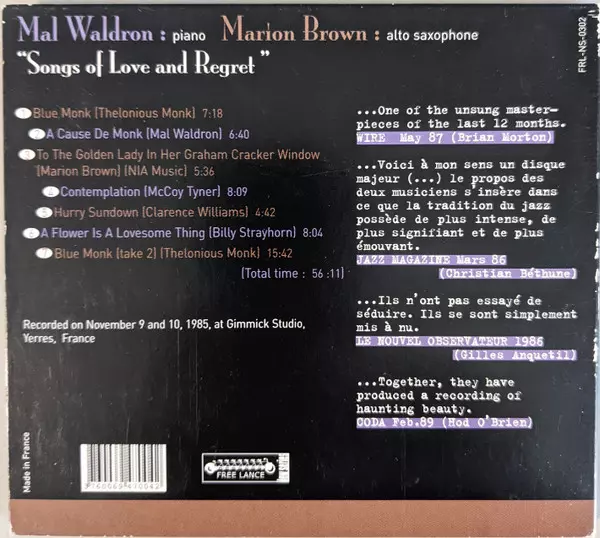 Mal Waldron : piano Marion Brown : alto saxophone
"Songs of Love and Regret"
FRL-NS-0302
1 Blue Monk [Thelonious Monk] 7:18
2 A Cause De Monk [Mal Waldron] 6:40
3 To The Golden Lady In Her Graham Cracker Window
[Marion Brown] [NIA Music] 5:36
4 Contemplation [McCoy Tyner] 8:09
5 Hurry Sundown [Clarence Williams] 4:42
6 A Flower Is A Lovesome Thing [Billy Strayhorn] 8:04
7 Blue Monk [take 2] [Thelonious Monk] 15:42
[Total time : 56 :11]
Recorded on November 9 and 10, 1985, at Gimmick Studio,
Yerres, France
...One of the unsung master-
pieces of the last 12 months.
WIRE May 87 (Brian Morton)
...Voici à mon sens un disque
majeur (...) le propos des
deux musiciens s'insère dans
ce que la tradition du jazz
possède de plus intense, de
plus signifiant et de plus
émouvant.
JAZZ MAGAZINE Mars 86
(Christian Béthune)
...Ils n'ont pas essayé de
séduire. Ils se sont simplement
mis à nu.
LE NOUVEL OBSERVATEUR 1986
(Gilles Anquetil)
...Together, they have
produced a recording of
haunting beauty.
CODA Feb.89 (Hod O'Brien)
Made in France
3760065470042
FREE LANCE